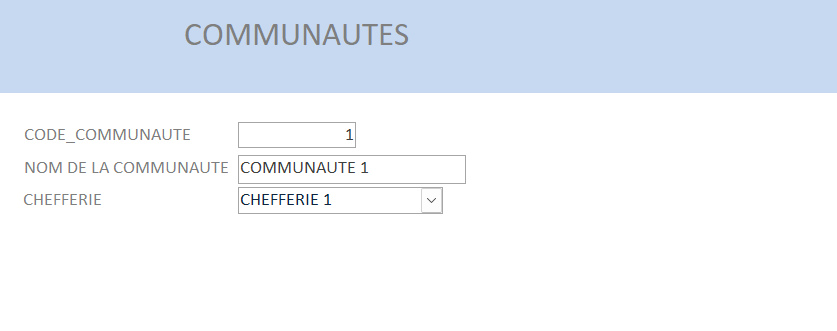 COMMUNAUTES
CODE_COMMUNAUTE 1
NOM DE LA COMMUNAUTE COMMUNAUTE 1
CHEFFERIE CHEFFERIE 1